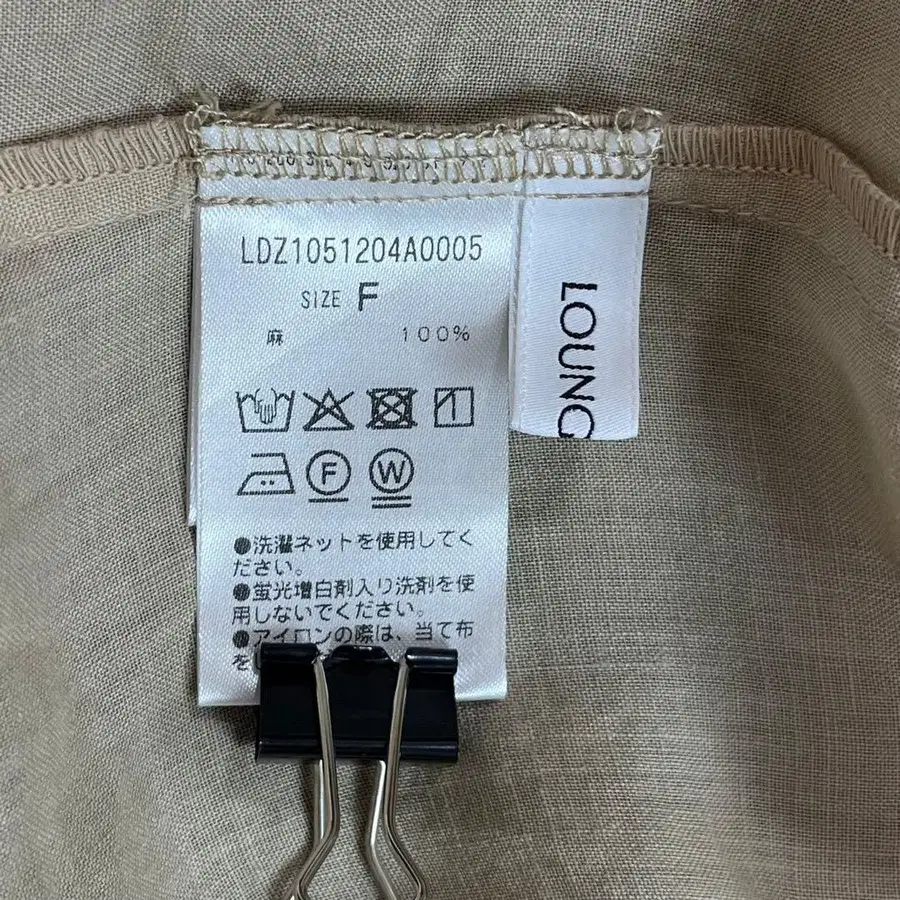 LDZ1051204A0005
SIZE F
麻 100%
F W
●洗濯ネットを使用してく
ださい。
●蛍光増白剤入り洗剤を使
用しないでください。
●アイロンの際は、当て布
を
LOUNG